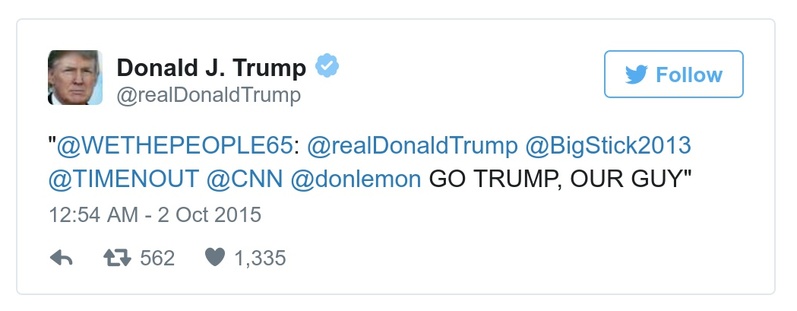 Donald J. Trump
@realDonaldTrump
Follow
"@WETHEPEOPLE65: @realDonaldTrump @BigStick2013
@TIMENOUT @CNN @donlemon GO TRUMP, OUR GUY"
12:54 AM - 2 Oct 2015
562 1,335